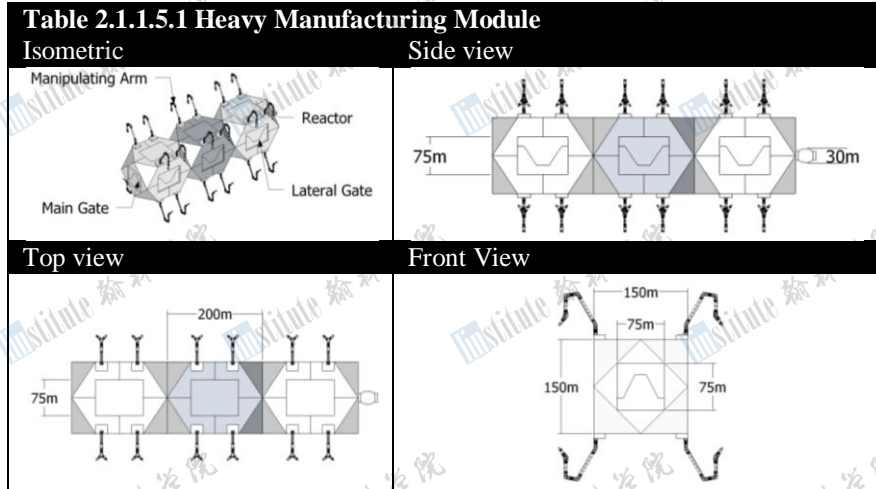 Table 2.1.1.5.1 Heavy Manufacturing Module
Isometric
Side view
Manipulating Arm
Reactor
Lateral Gate
Main Gate
75m
30m
Top view
Front View
200m
75m
150m
75m
150m
75m